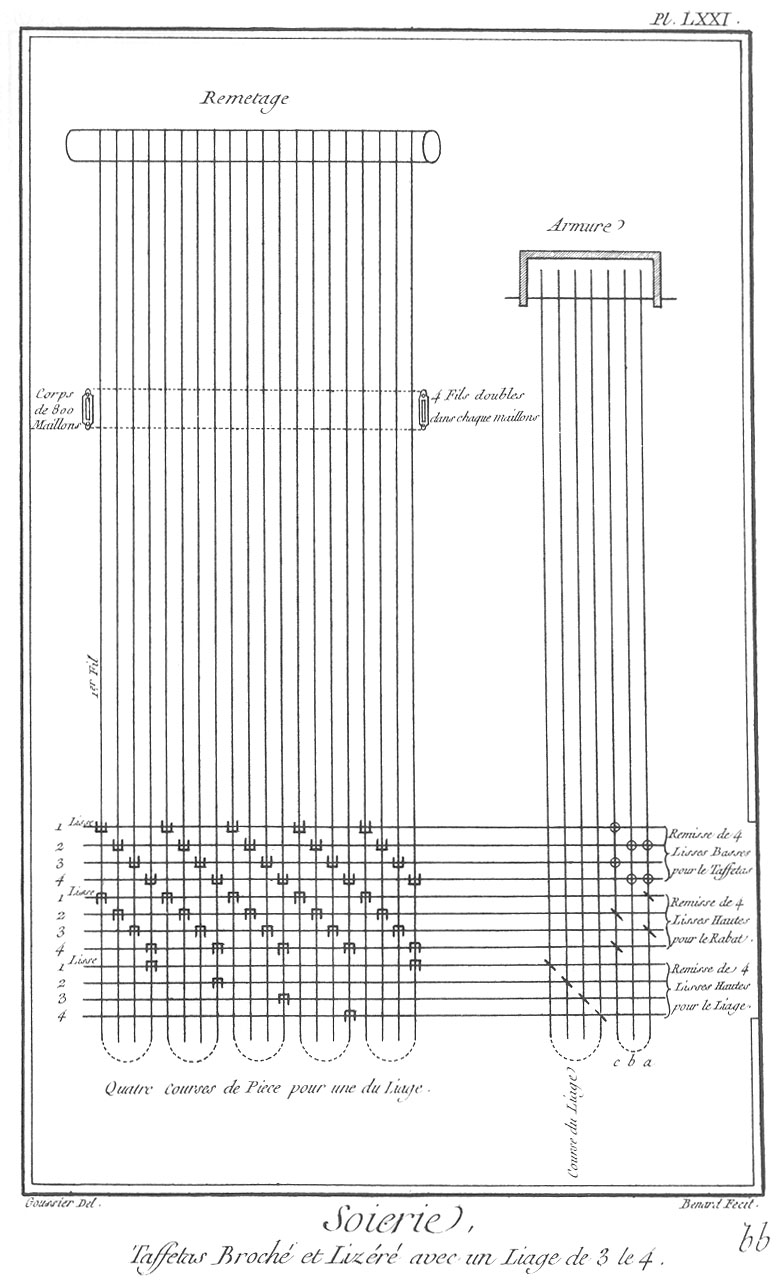 Pl. LXXI.
Remetage
Armure
Corps
de 800
Maillons
4 Fils doubles
dans chaque maillons
1er Fil
1 Lisse
2
3
4
1 Lisse
2
3
4
1 Lisse
2
3
4
Remisse de 4
Lisses Basses
pour le Taffetas
Remisse de 4
Lisses Hautes
pour le Rabat.
Remisse de 4
Lisses Hautes
pour le Liage.
c b a
Quatre Courses de Piece pour une du Liage.
Course du Liage
Goussier Del.
Benard Fecit.
Soierie,
bb
Taffetas Broché et Lizéré avec un Liage de 3 le 4.